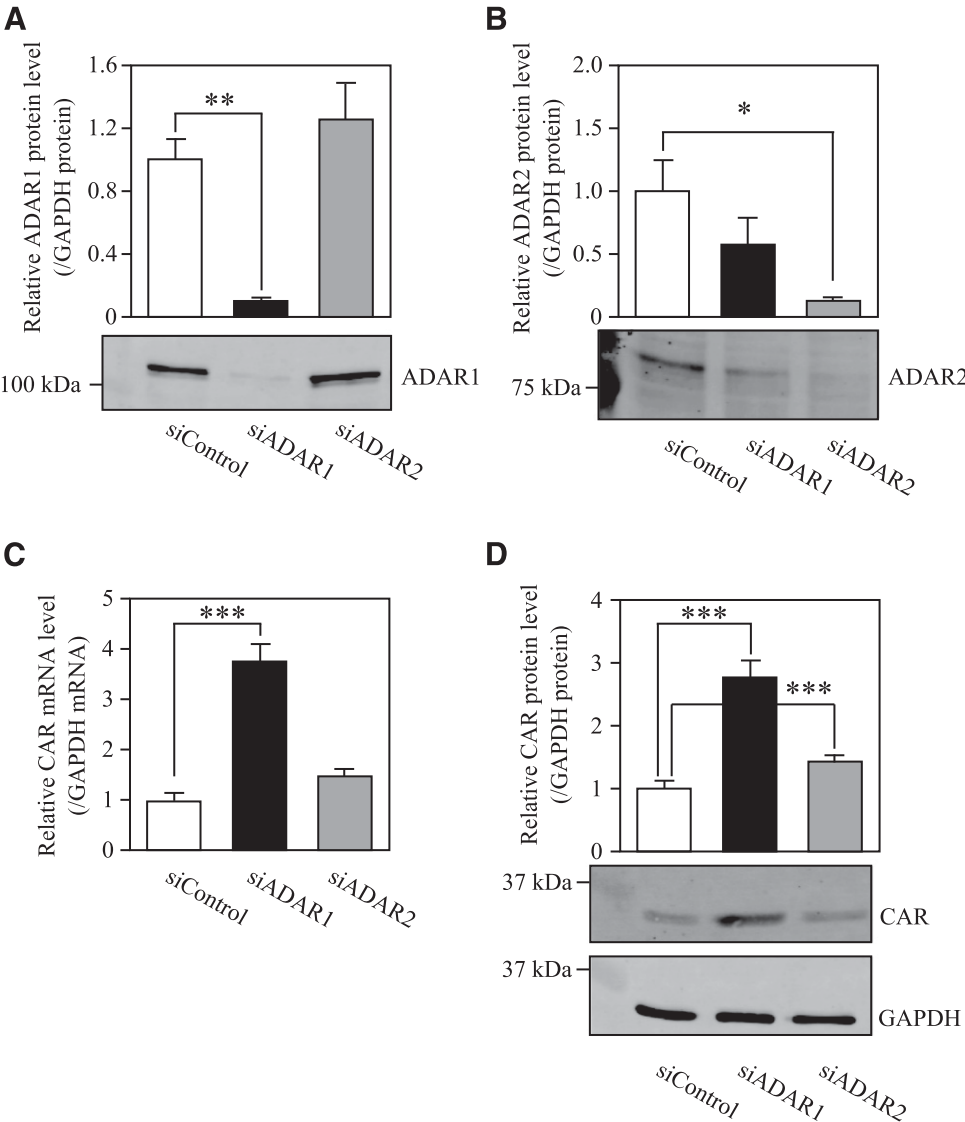 A
Relative ADAR1 protein level
(/GAPDH protein)
1.6
1.2
0.8
0.4
0
**
100 kDa
ADAR1
siControl
siADAR1
siADAR2
B
Relative ADAR2 protein level
(/GAPDH protein)
2.0
1.5
1.0
0.5
0
*
75 kDa
ADAR2
siControl
siADAR1
siADAR2
C
Relative CAR mRNA level
(/GAPDH mRNA)
5
4
3
2
1
0
***
siControl
siADAR1
siADAR2
D
Relative CAR protein level
(/GAPDH protein)
4
3
2
1
0
***
***
37 kDa
CAR
37 kDa
GAPDH
siControl
siADAR1
siADAR2